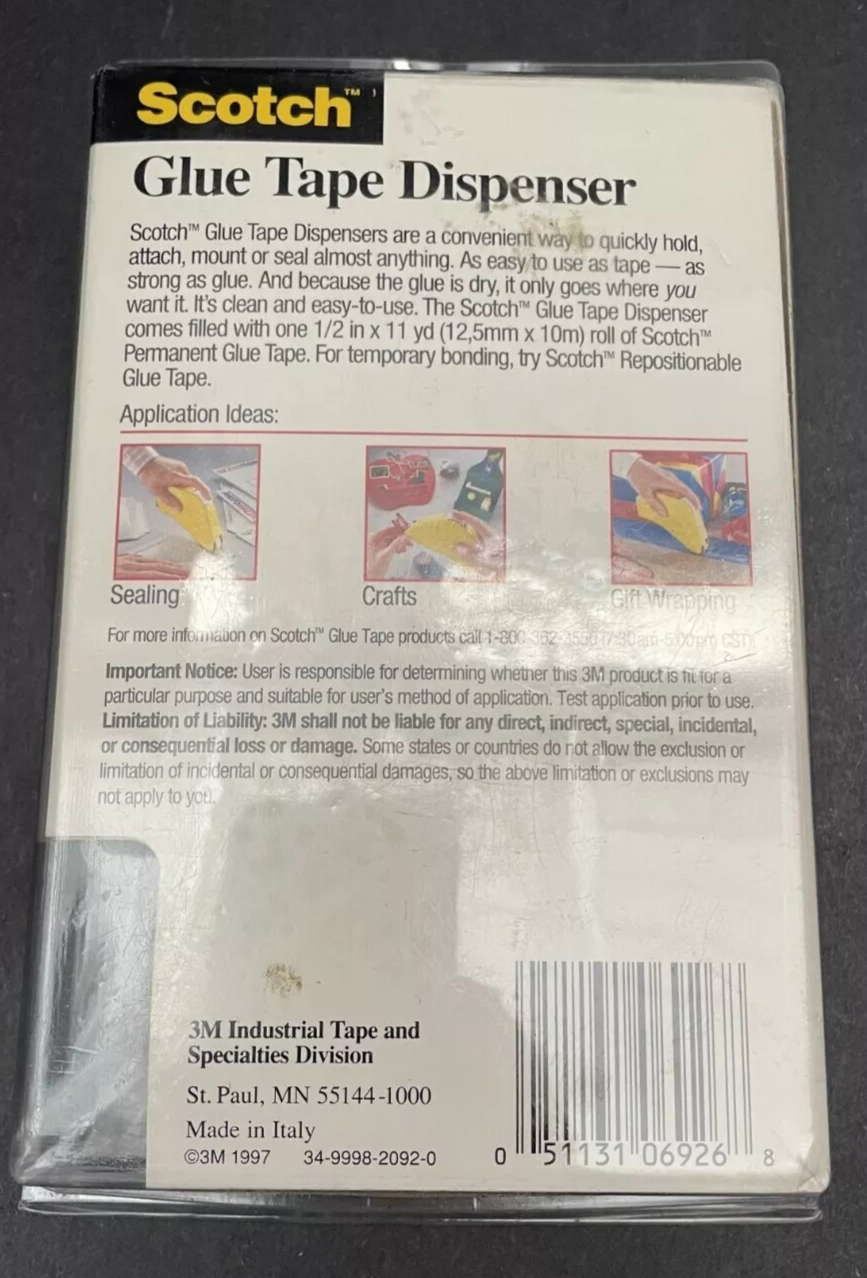 Scotch™
Glue Tape Dispenser
Scotch™ Glue Tape Dispensers are a convenient way to quickly hold,
attach, mount or seal almost anything. As easy to use as tape — as
strong as glue. And because the glue is dry, it only goes where you
want it. It's clean and easy-to-use. The Scotch™ Glue Tape Dispenser
comes filled with one 1/2 in x 11 yd (12,5mm x 10m) roll of Scotch™
Permanent Glue Tape. For temporary bonding, try Scotch™ Repositionable
Glue Tape.
Application Ideas:
Sealing Crafts Gift Wrapping
For more information on Scotch™ Glue Tape products call 1-800-362-3550 (7:30am-5:00pm CST)
Important Notice: User is responsible for determining whether this 3M product is fit for a
particular purpose and suitable for user's method of application. Test application prior to use.
Limitation of Liability: 3M shall not be liable for any direct, indirect, special, incidental,
or consequential loss or damage. Some states or countries do not allow the exclusion or
limitation of incidental or consequential damages, so the above limitation or exclusions may
not apply to you.
3M Industrial Tape and
Specialties Division
St. Paul, MN 55144-1000
Made in Italy
©3M 1997 34-9998-2092-0
0 51131 06926 8